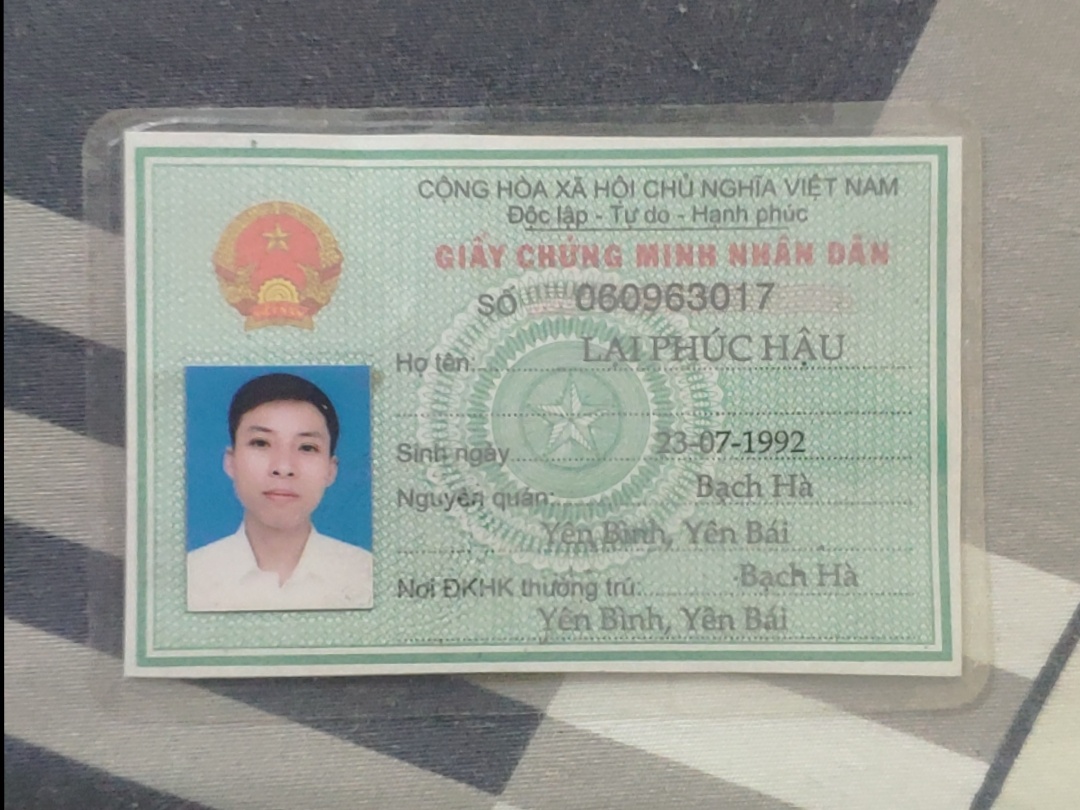 CỘNG HÒA XÃ HỘI CHỦ NGHĨA VIỆT NAM
Độc lập - Tự do - Hạnh phúc
GIẤY CHỨNG MINH NHÂN DÂN
SỐ 060963017
Họ tên: LẠI PHÚC HẬU
Sinh ngày 23-07-1992
Nguyên quán: Bạch Hà
Yên Bình, Yên Bái
Nơi ĐKHK thường trú: Bạch Hà
Yên Bình, Yên Bái